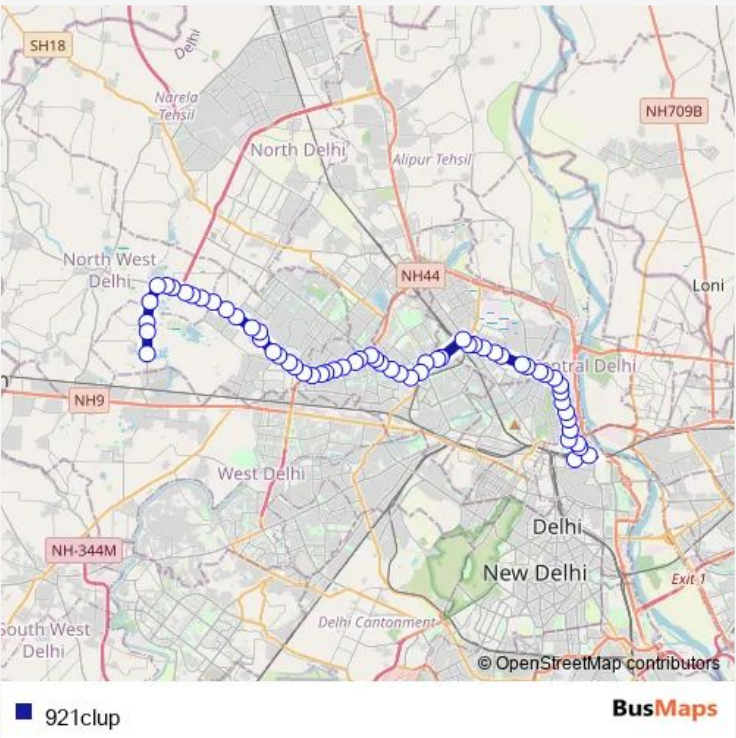 SH18
Delhi
Narela
Tehsil
NH709B
North Delhi
Alipur Tehsil
North West
Delhi
NH44
Loni
entral Delhi
NH9
West Delhi
Delhi
NH-344M
New Delhi
Exit 1
Delhi Cantonment
South West
Delhi
© OpenStreetMap contributors
921clup
BusMaps